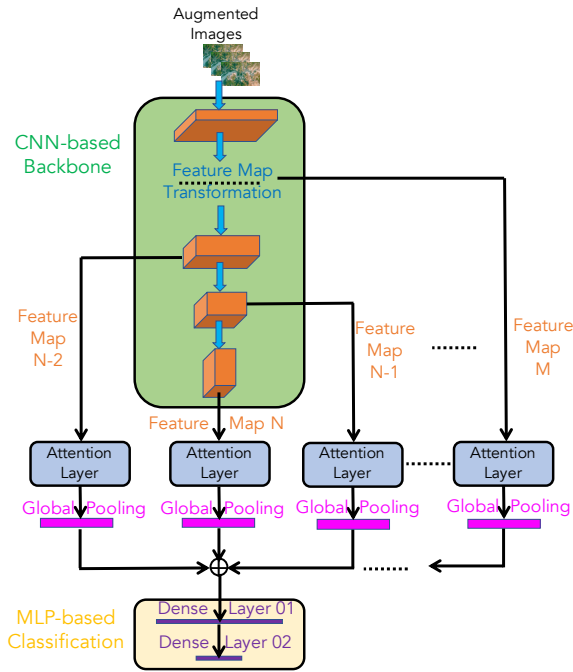 Augmented
Images
CNN-based
Backbone
Feature Map
Transformation
Feature
Map
N-2
Feature
Map
N-1
Feature
Map
M
Feature Map N
Attention
Layer
Attention
Layer
Attention
Layer
Attention
Layer
Global Pooling
Global Pooling
Global Pooling
Global Pooling
MLP-based
Classification
Dense Layer 01
Dense Layer 02